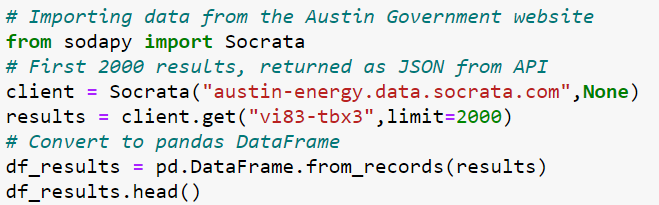 # Importing data from the Austin Government website
from sodapy import Socrata
# First 2000 results, returned as JSON from API
client = Socrata("austin-energy.data.socrata.com",None)
results = client.get("vi83-tbx3",limit=2000)
# Convert to pandas DataFrame
df_results = pd.DataFrame.from_records(results)
df_results.head()